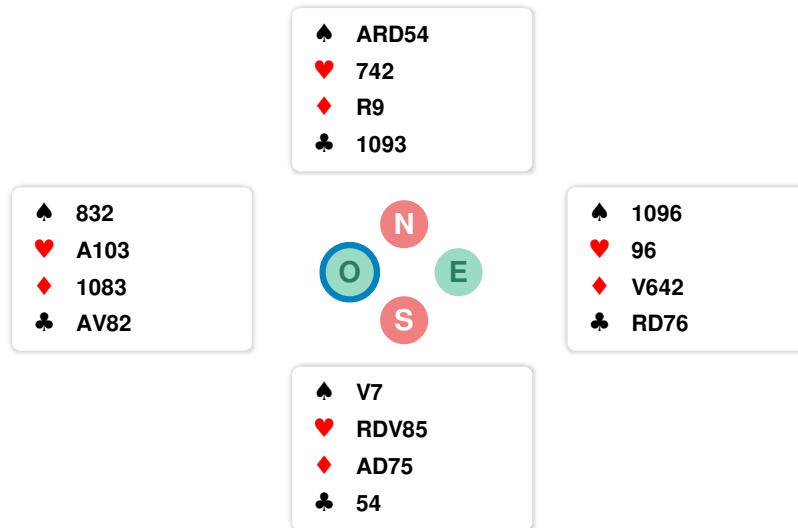 ♠ ARD54
♥ 742
♦ R9
♣ 1093
♠ 832
♥ A103
♦ 1083
♣ AV82
N
O
E
S
♠ 1096
♥ 96
♦ V642
♣ RD76
♠ V7
♥ RDV85
♦ AD75
♣ 54